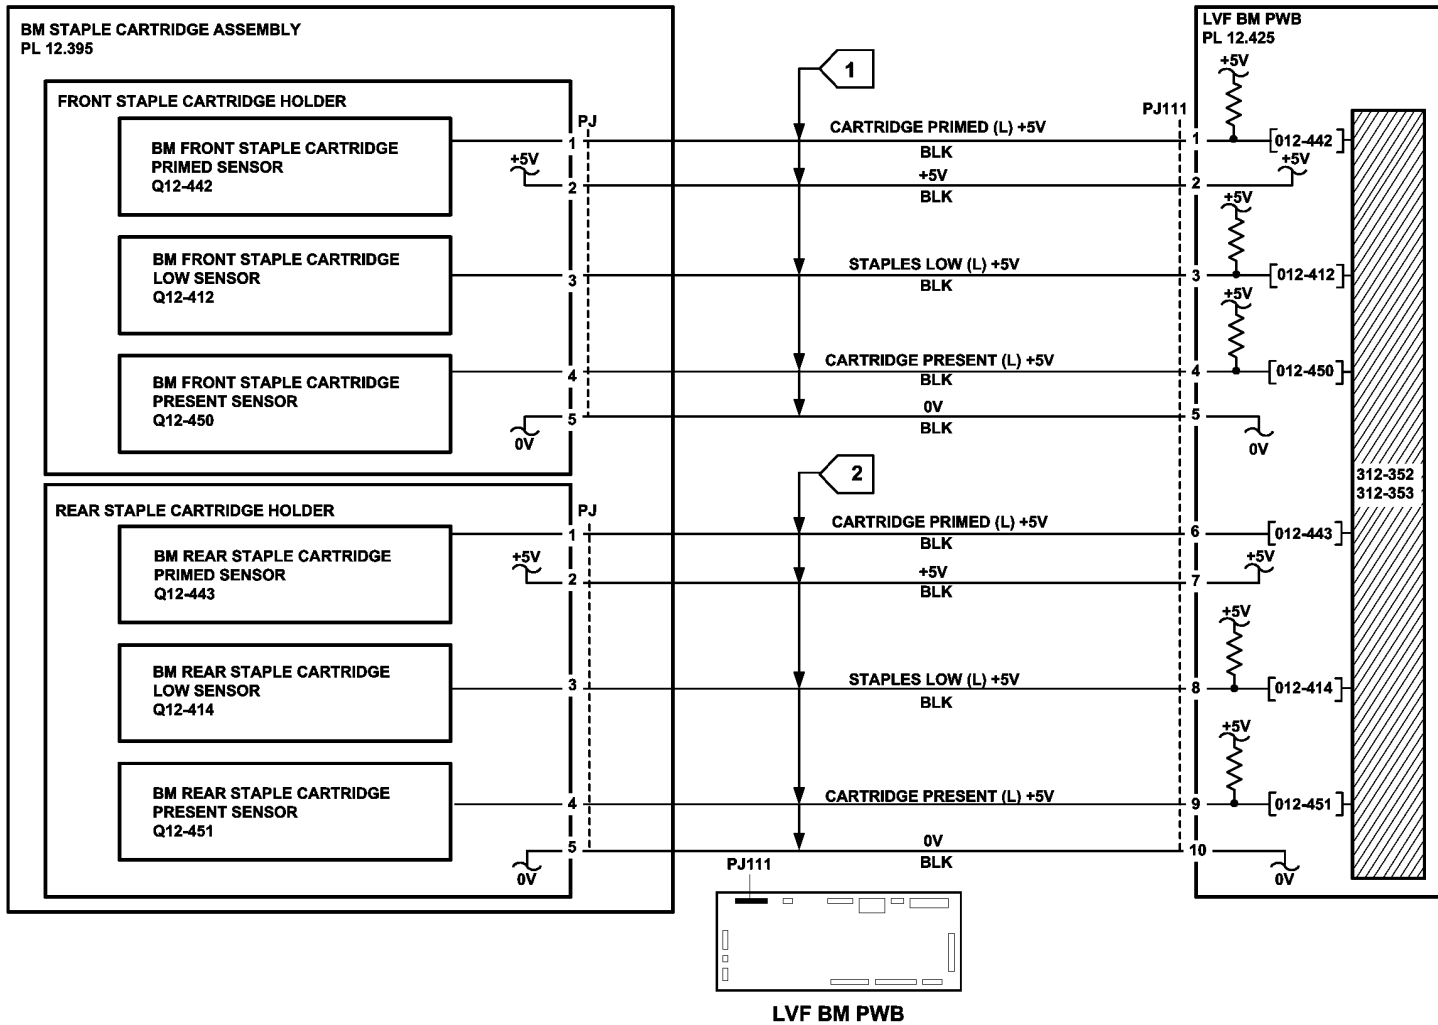 BM STAPLE CARTRIDGE ASSEMBLY
PL 12.395
FRONT STAPLE CARTRIDGE HOLDER
BM FRONT STAPLE CARTRIDGE
PRIMED SENSOR
Q12-442
BM FRONT STAPLE CARTRIDGE
LOW SENSOR
Q12-412
BM FRONT STAPLE CARTRIDGE
PRESENT SENSOR
Q12-450
+5V
0V
PJ
1
2
3
4
5
REAR STAPLE CARTRIDGE HOLDER
BM REAR STAPLE CARTRIDGE
PRIMED SENSOR
Q12-443
BM REAR STAPLE CARTRIDGE
LOW SENSOR
Q12-414
BM REAR STAPLE CARTRIDGE
PRESENT SENSOR
Q12-451
+5V
0V
PJ
1
2
3
4
5
1
CARTRIDGE PRIMED (L) +5V
BLK
+5V
BLK
STAPLES LOW (L) +5V
BLK
CARTRIDGE PRESENT (L) +5V
BLK
0V
BLK
2
CARTRIDGE PRIMED (L) +5V
BLK
+5V
BLK
STAPLES LOW (L) +5V
BLK
CARTRIDGE PRESENT (L) +5V
0V
BLK
LVF BM PWB
PL 12.425
PJ111
1
2
3
4
5
6
7
8
9
10
+5V
012-442
+5V
+5V
012-412
+5V
012-450
0V
312-352
312-353
012-443
+5V
+5V
012-414
+5V
012-451
0V
PJ111
LVF BM PWB